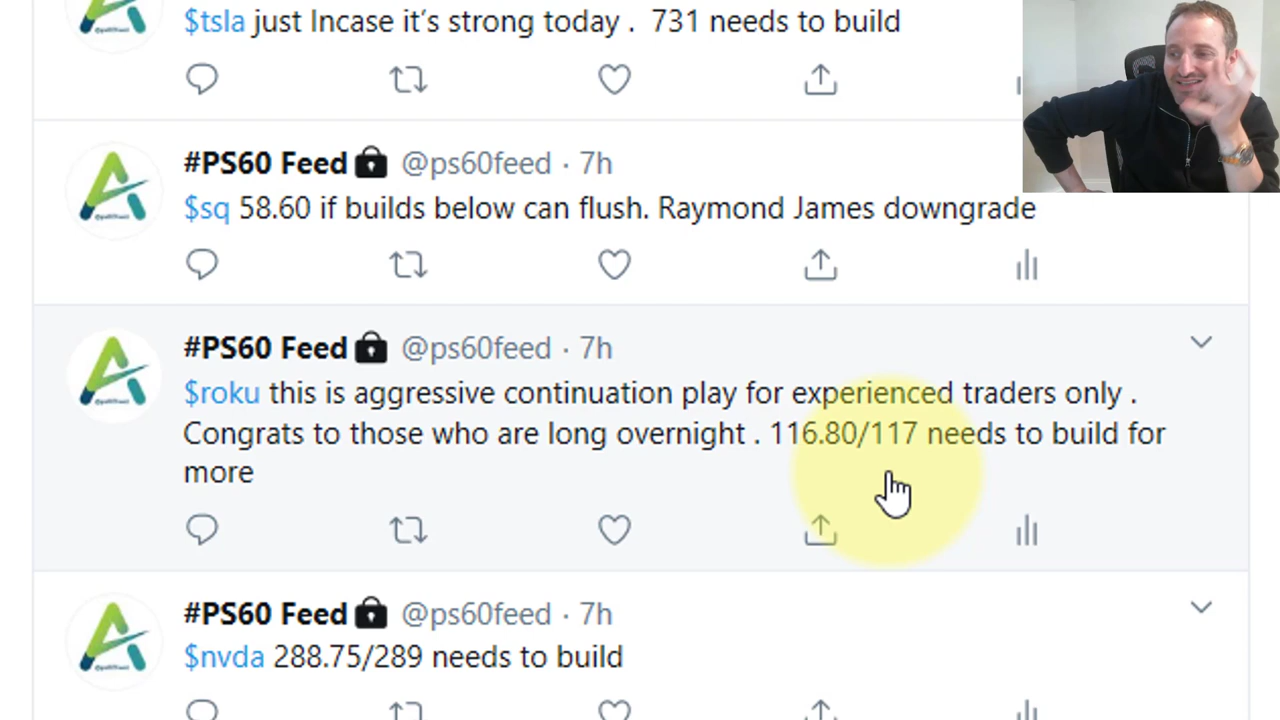 $tsla just Incase it’s strong today .  731 needs to build
#PS60 Feed @ps60feed · 7h
$sq 58.60 if builds below can flush. Raymond James downgrade
#PS60 Feed @ps60feed · 7h
$roku this is aggressive continuation play for experienced traders only .
Congrats to those who are long overnight . 116.80/117 needs to build for
more
#PS60 Feed @ps60feed · 7h
$nvda 288.75/289 needs to build